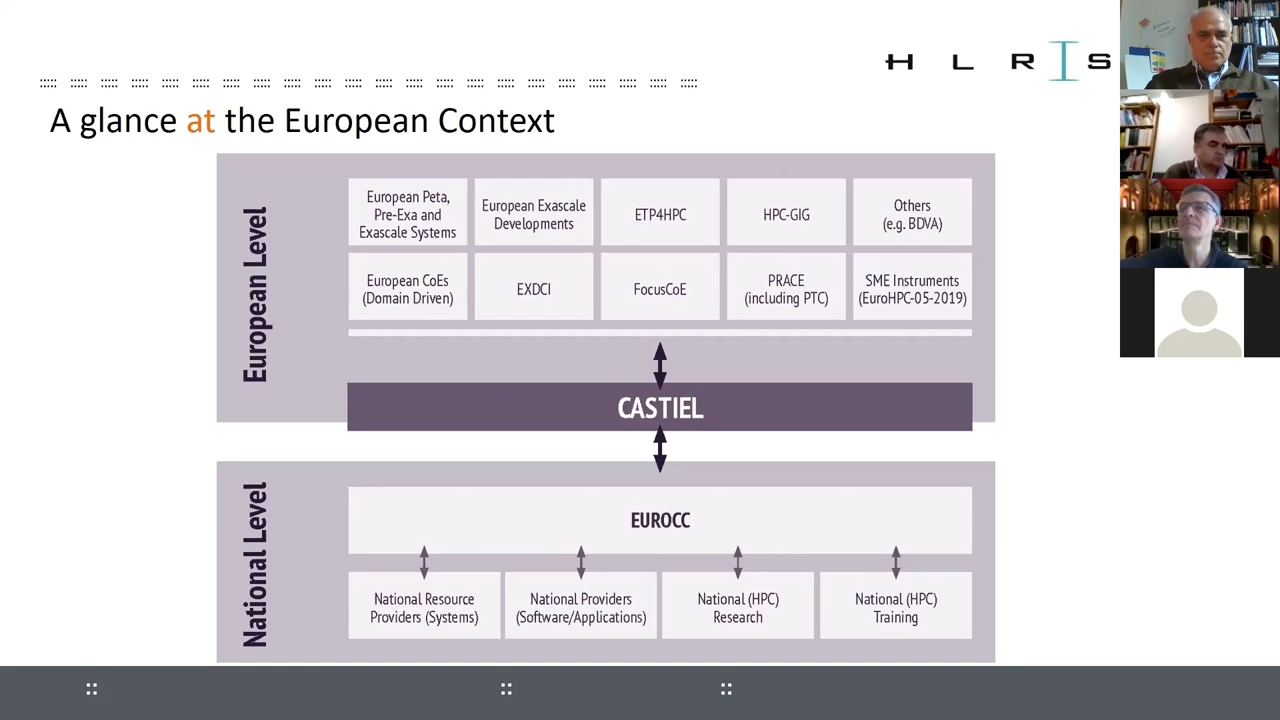 H L R I S
A glance at the European Context
European Level
European Peta,
Pre-Exa and
Exascale Systems
European Exascale
Developments
ETP4HPC
HPC-GIG
Others
(e.g. BDVA)
European CoEs
(Domain Driven)
EXDCI
FocusCoE
PRACE
(including PTC)
SME Instruments
(EuroHPC-05-2019)
CASTIEL
National Level
EUROCC
National Resource
Providers (Systems)
National Providers
(Software/Applications)
National (HPC)
Research
National (HPC)
Training